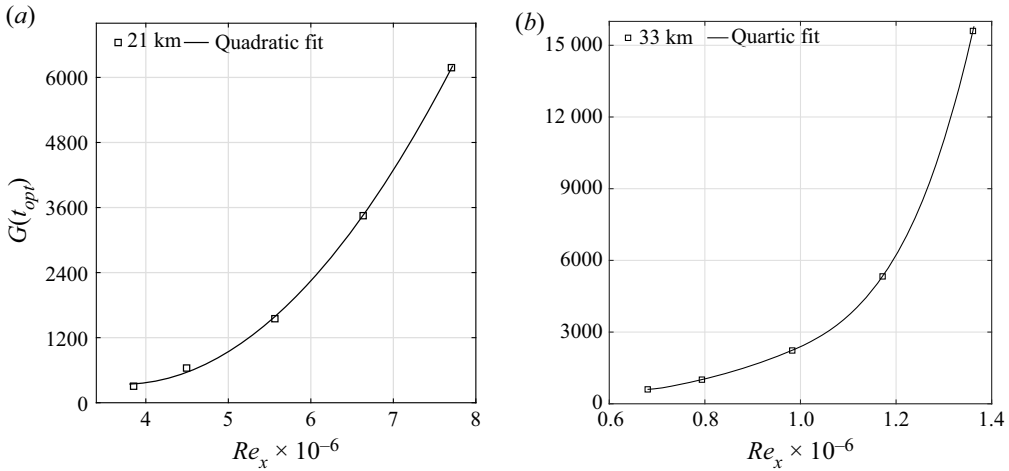 (a)
21 km
Quadratic fit
6000
4800
3600
2400
1200
0
G(t_opt)
4
5
6
7
8
Re_x × 10⁻⁶
(b)
33 km
Quartic fit
15 000
12 000
9000
6000
3000
0
0.6
0.8
1.0
1.2
1.4
Re_x × 10⁻⁶